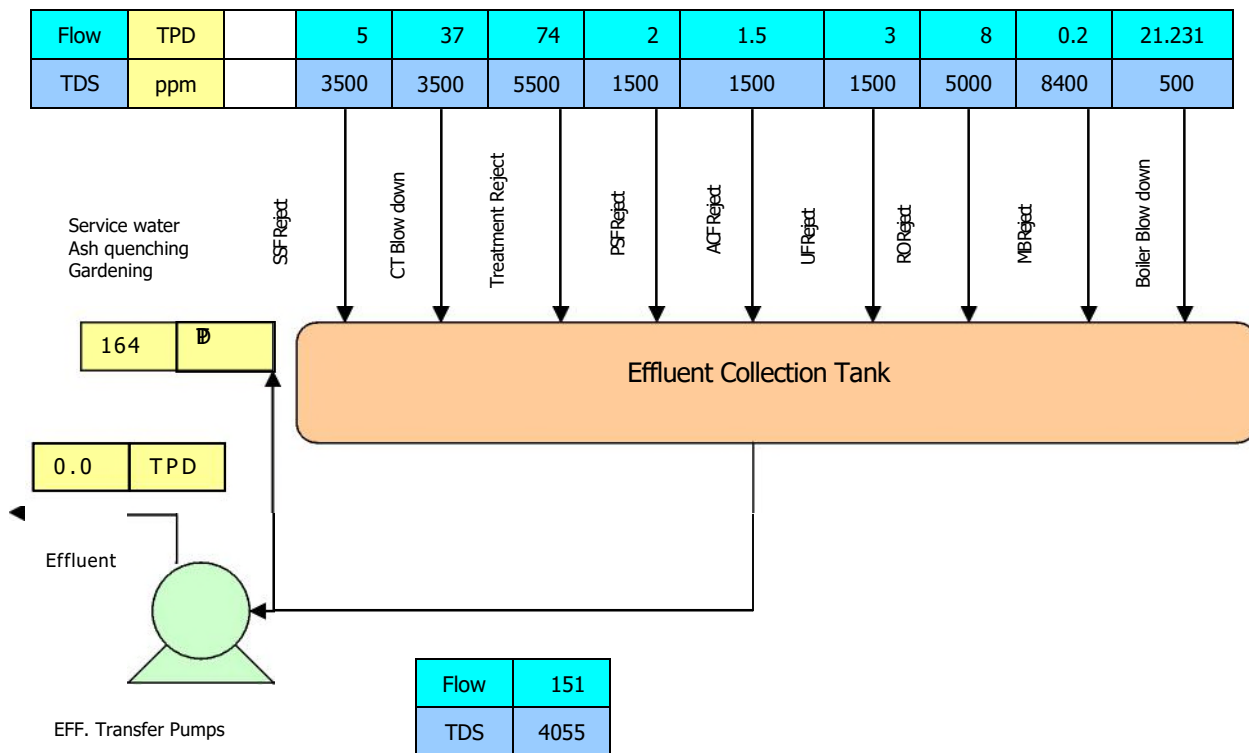 Flow TPD 5 37 74 2 1.5 3 8 0.2 21.231
TDS ppm 3500 3500 5500 1500 1500 1500 5000 8400 500
SSF Reject
CT Blow down
Treatment Reject
PSF Reject
ACF Reject
UF Reject
RO Reject
MB Reject
Boiler Blow down
Service water
Ash quenching
Gardening
164
Effluent Collection Tank
0.0 TPD
Effluent
EFF. Transfer Pumps
Flow 151
TDS 4055